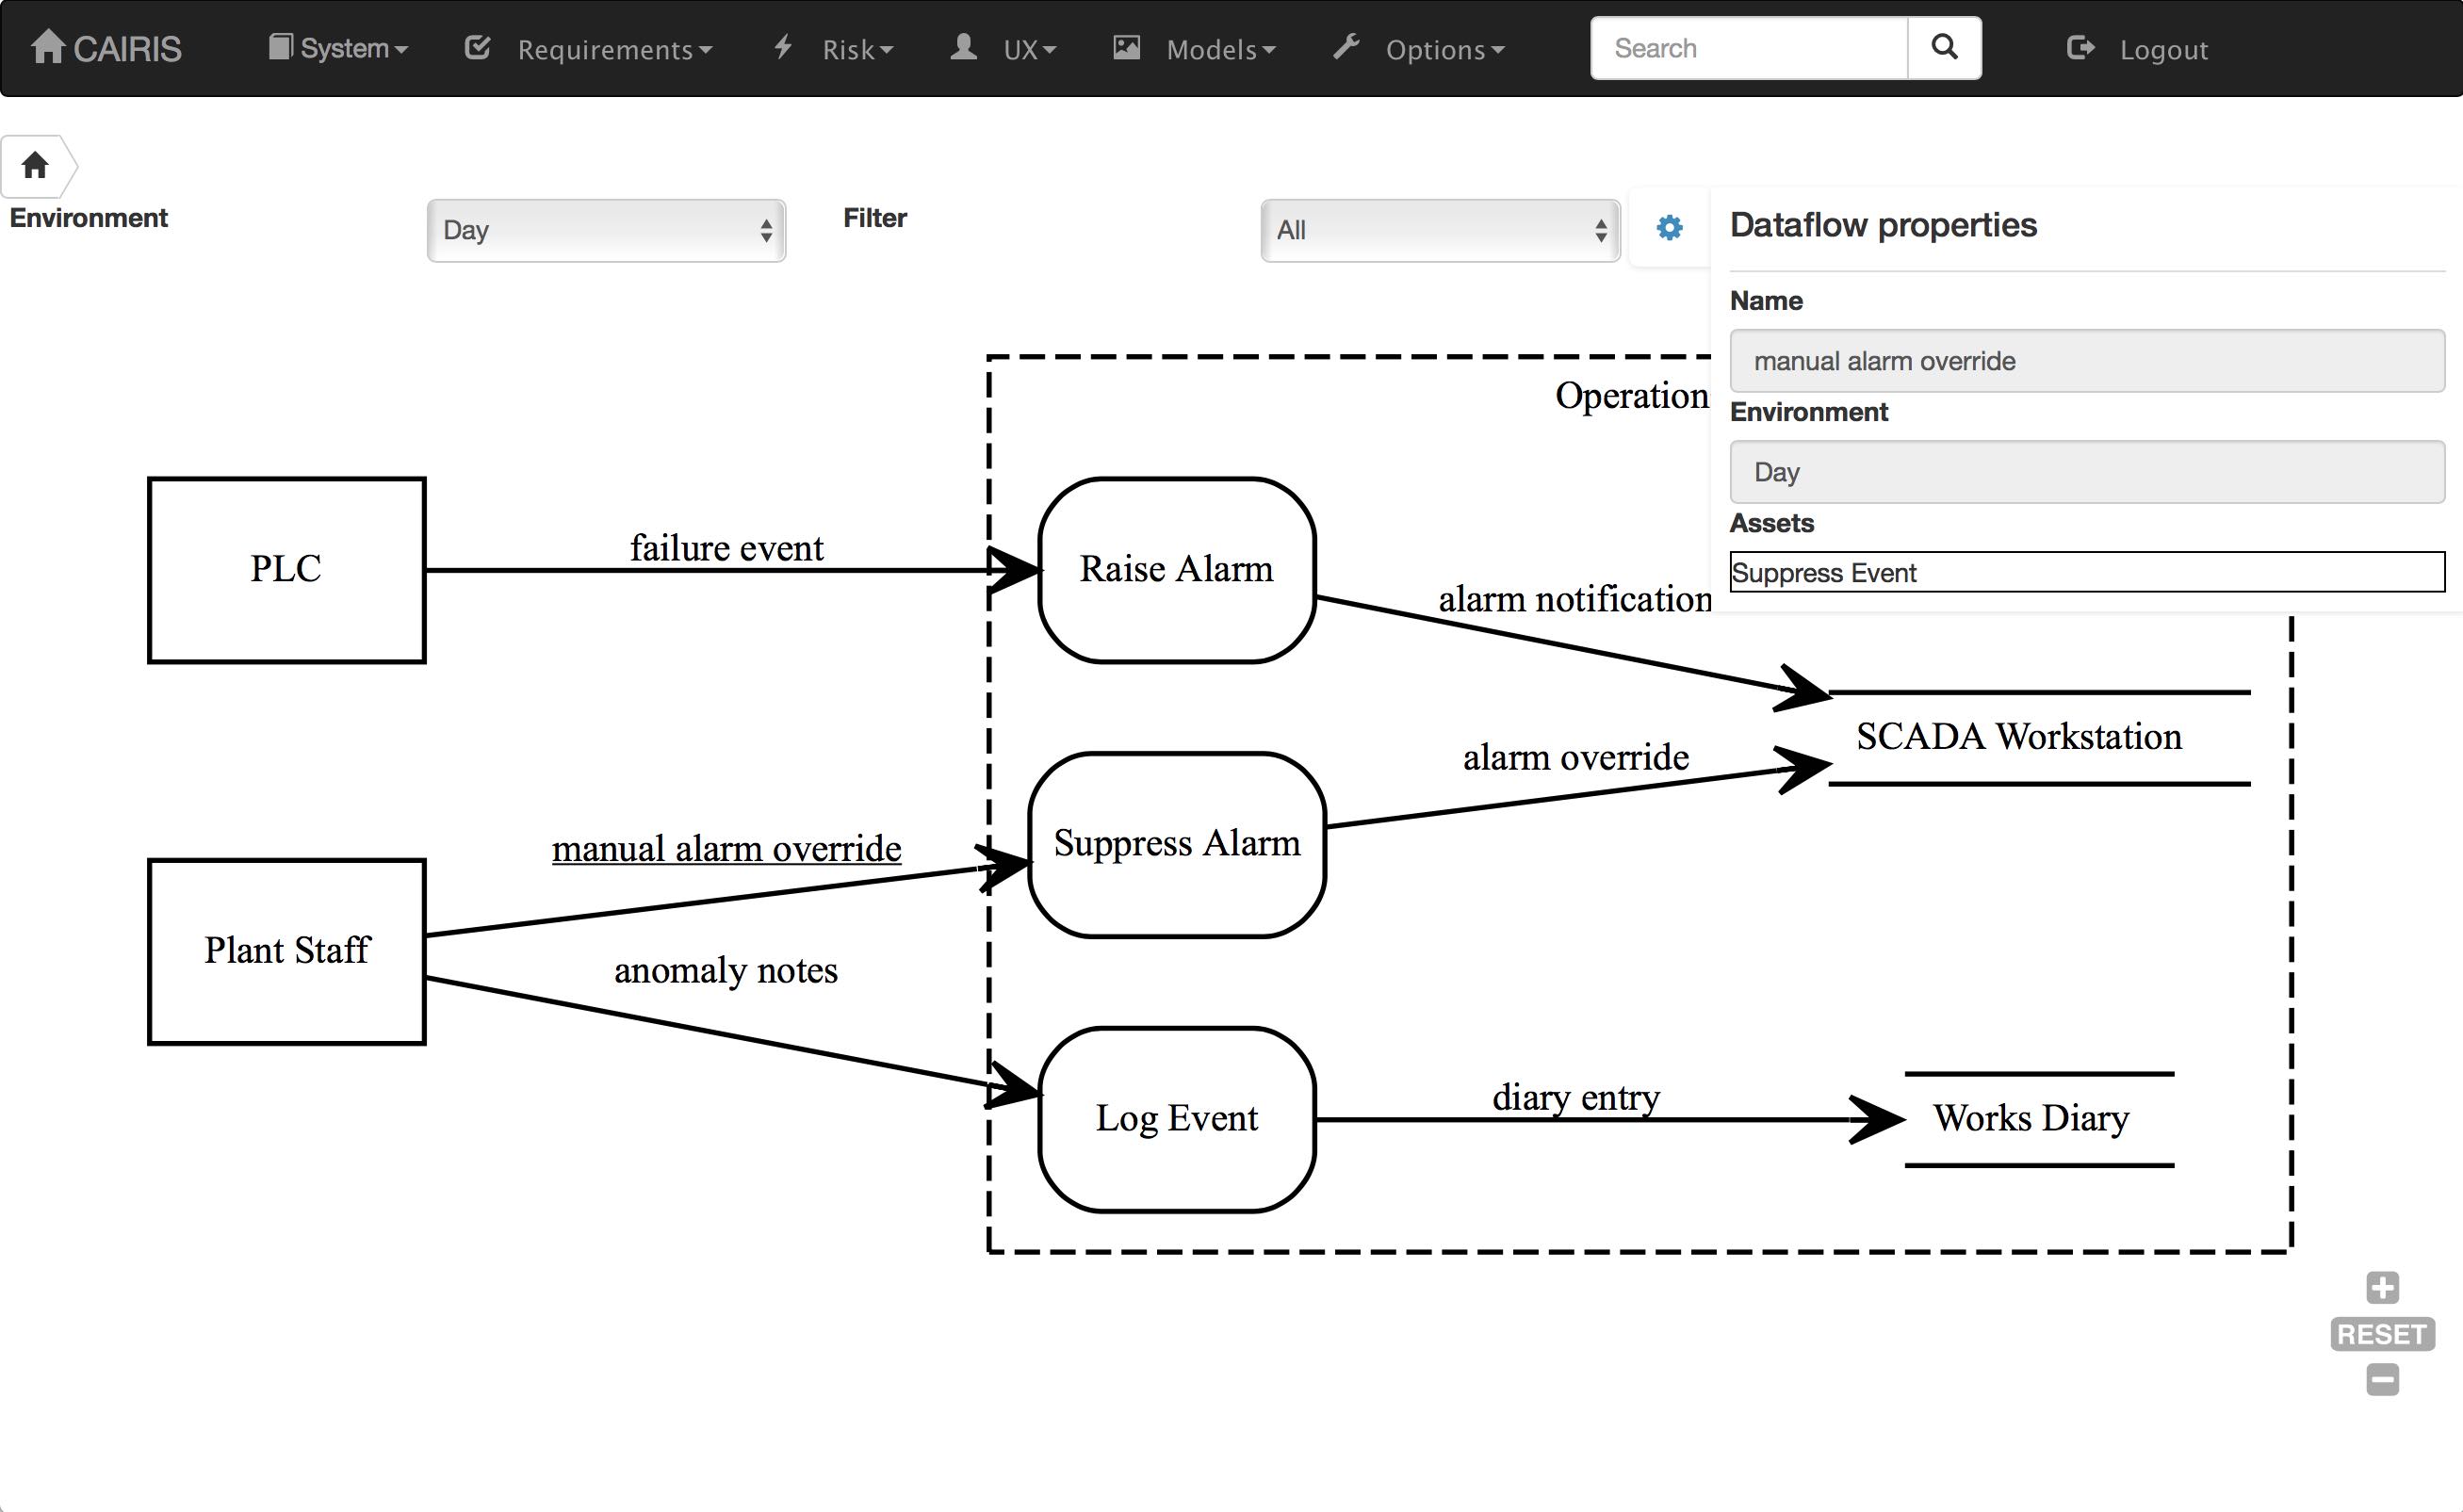 CAIRIS System Requirements Risk UX Models Options Search Logout
Environment Day Filter All
Dataflow properties
Name
manual alarm override
Environment
Day
Assets
Suppress Event
Operation
PLC
failure event
Raise Alarm
alarm notification
SCADA Workstation
alarm override
Suppress Alarm
manual alarm override
Plant Staff
anomaly notes
Log Event
diary entry
Works Diary
RESET